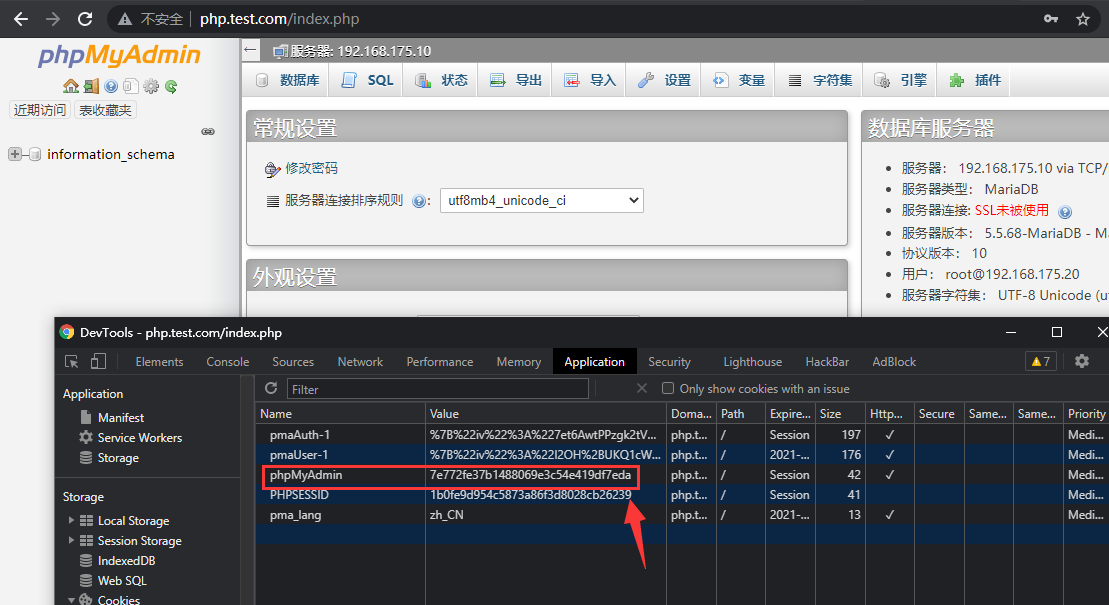 不安全 php.test.com/index.php
phpMyAdmin
服务器: 192.168.175.10
数据库 SQL 状态 导出 导入 设置 变量 字符集 引擎 插件
近期访问 表收藏夹
information_schema
常规设置
修改密码
服务器连接排序规则 : utf8mb4_unicode_ci
外观设置
数据库服务器
服务器: 192.168.175.10 via TCP/
服务器类型: MariaDB
服务器连接: SSL未被使用
服务器版本: 5.5.68-MariaDB - Ma
协议版本: 10
用户: root@192.168.175.20
服务器字符集: UTF-8 Unicode (ut
DevTools - php.test.com/index.php
Elements Console Sources Network Performance Memory Application Security Lighthouse HackBar AdBlock 7
Application
Manifest
Service Workers
Storage
Storage
Local Storage
Session Storage
IndexedDB
Web SQL
Cookies
Filter Only show cookies with an issue
Name Value Doma... Path Expire... Size Http... Secure Same... Same... Priority
pmaAuth-1 %7B%22iv%22%3A%227et6AwtPPzgk2tV... php.t... / Session 197 ✓ Medi...
pmaUser-1 %7B%22iv%22%3A%22I2OH%2BUKQ1cW... php.t... / 2021-... 176 ✓ Medi...
phpMyAdmin 7e772fe37b1488069e3c54e419df7eda php.t... / Session 42 ✓ Medi...
PHPSESSID 1b0fe9d954c5873a86f3d8028cb26239 php.t... / Session 41 Medi...
pma_lang zh_CN php.t... / 2021-... 13 ✓ Medi...